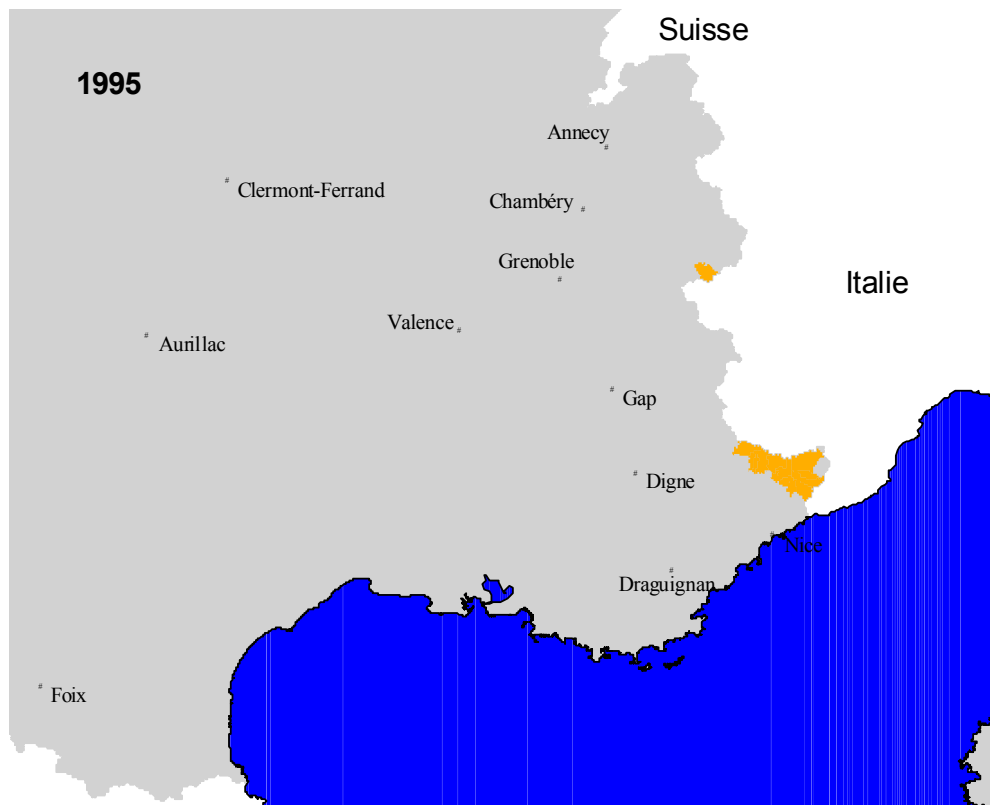 Suisse
1995
Annecy
Clermont-Ferrand
Chambéry
Grenoble
Italie
Valence
Aurillac
Gap
Digne
Nice
Draguignan
Foix